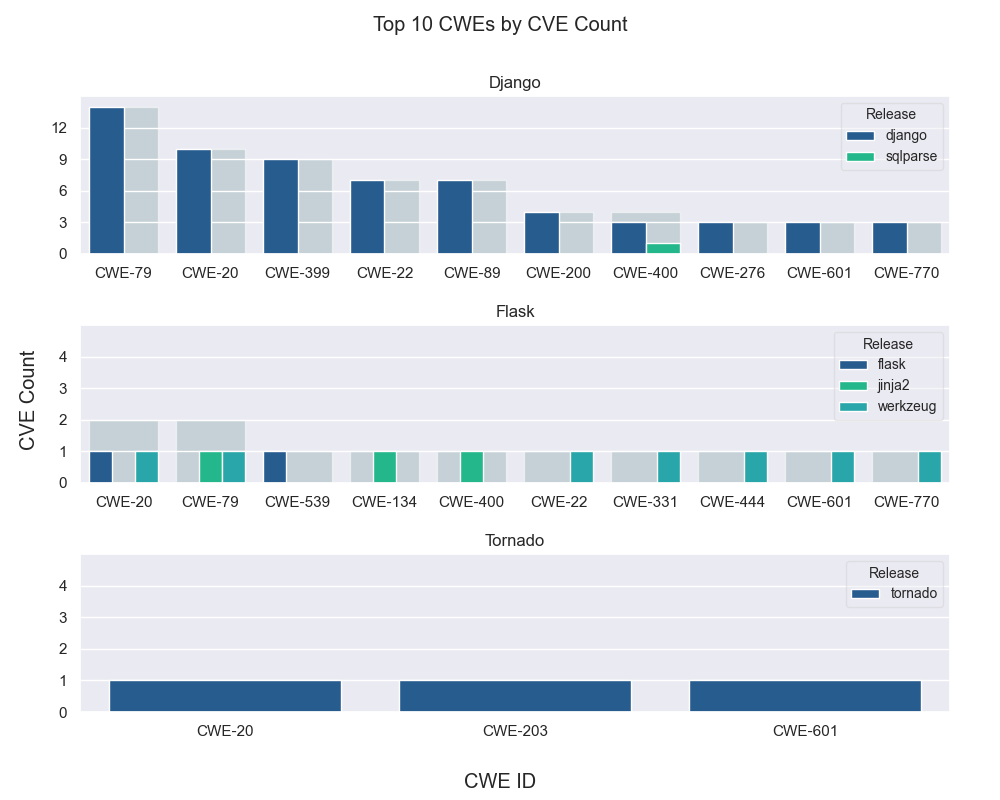 Top 10 CWEs by CVE Count
Django
Release
django
sqlparse
12
9
6
3
0
CWE-79 CWE-20 CWE-399 CWE-22 CWE-89 CWE-200 CWE-400 CWE-276 CWE-601 CWE-770
Flask
Release
flask
jinja2
werkzeug
4
3
2
1
0
CWE-20 CWE-79 CWE-539 CWE-134 CWE-400 CWE-22 CWE-331 CWE-444 CWE-601 CWE-770
CVE Count
Tornado
Release
tornado
4
3
2
1
0
CWE-20 CWE-203 CWE-601
CWE ID